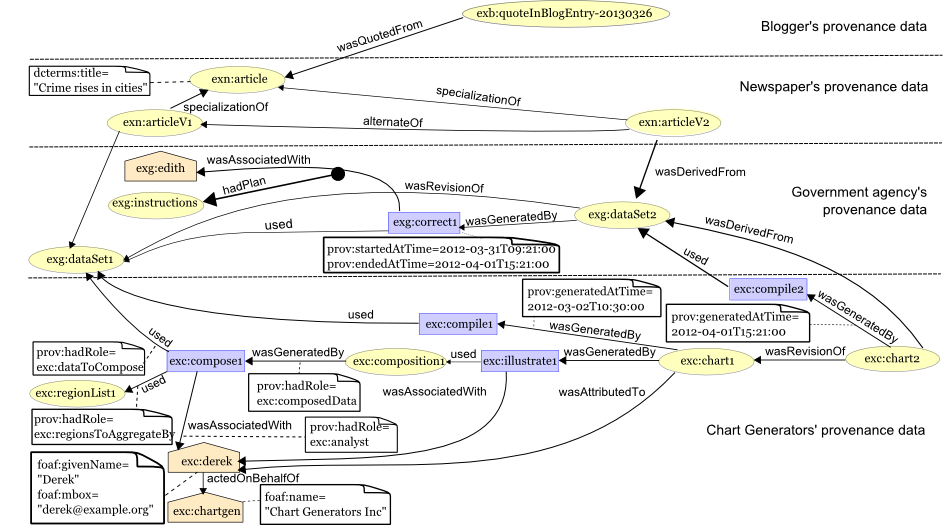 exb:quoteInBlogEntry-20130326
wasQuotedFrom
Blogger's provenance data
dcterms:title=
"Crime rises in cities"
exn:article
Newspaper's provenance data
specializationOf
specializationOf
exn:articleV1
alternateOf
exn:articleV2
wasAssociatedWith
exg:edith
wasDerivedFrom
hadPlan
wasRevisionOf
Government agency's
provenance data
exg:instructions
used
exg:correct1
wasGeneratedBy
exg:dataSet2
wasDerivedFrom
prov:startedAtTime=2012-03-31T09:21:00
prov:endedAtTime=2012-04-01T15:21:00
exg:dataSet1
used
prov:generatedAtTime=
2012-03-02T10:30:00
exc:compile2
wasGeneratedBy
prov:generatedAtTime=
2012-04-01T15:21:00
used
exc:compile1
wasGeneratedBy
used
prov:hadRole=
exc:dataToCompose
exc:compose1
wasGeneratedBy
exc:composition1
used
exc:illustrate1
wasGeneratedBy
exc:chart1
wasRevisionOf
exc:chart2
exc:regionList1
used
prov:hadRole=
exc:composedData
wasAssociatedWith
wasAttributedTo
prov:hadRole=
exc:regionsToAggregateBy
wasAssociatedWith
prov:hadRole=
exc:analyst
Chart Generators' provenance data
foaf:givenName=
"Derek"
foaf:mbox=
"derek@example.org"
exc:derek
actedOnBehalfOf
exc:chartgen
foaf:name=
"Chart Generators Inc"